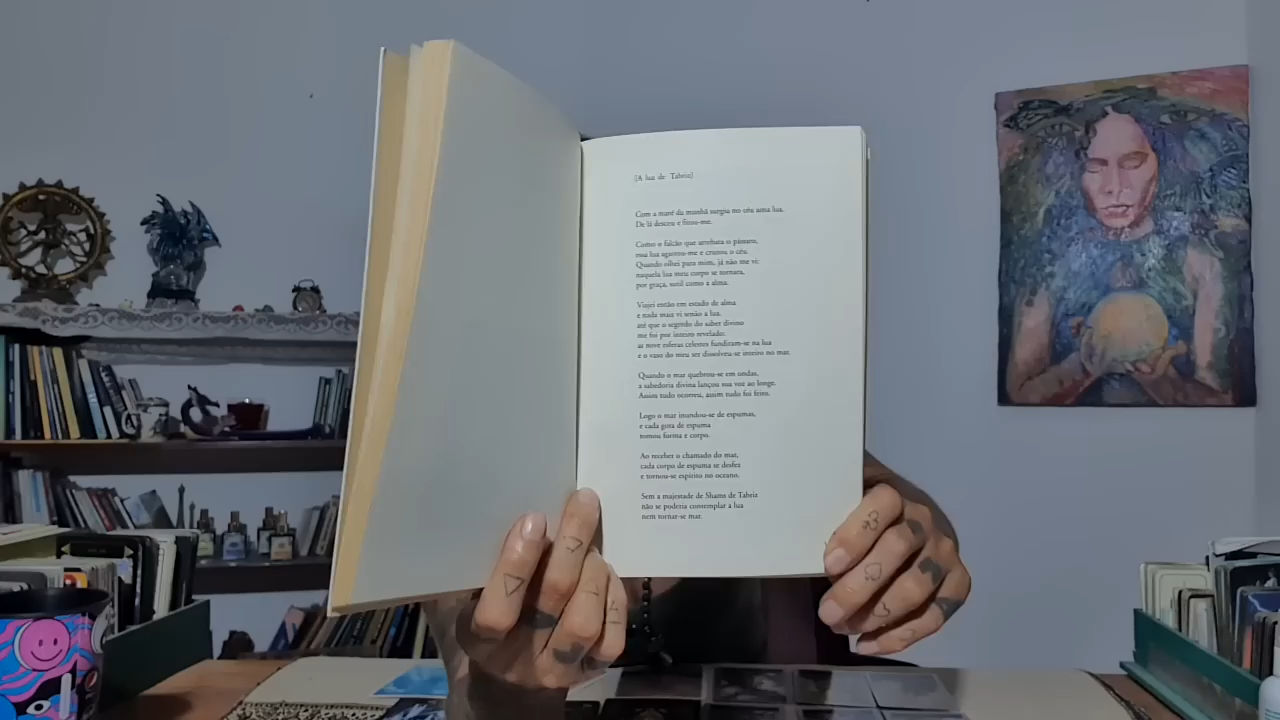 [A lua de Tabriz]
Com a maré da manhã surgiu no céu uma lua.
De lá desceu e fitou-me.
Como o falcão que arrebata o pássaro,
essa lua agarrou-me e cruzou o céu.
Quando olhei para mim, já não me vi:
naquela lua meu corpo se tornara,
por graça, sutil como a alma.
Viajei então em estado de alma
e nada mais vi senão a lua,
até que o segredo do saber divino
me foi por inteiro revelado:
as nove esferas celestes fundiram-se na lua
e o vaso do meu ser dissolveu-se inteiro no mar.
Quando o mar quebrou-se em ondas,
a sabedoria divina lançou sua voz ao longe.
Assim tudo ocorreu, assim tudo foi feito.
Logo o mar inundou-se de espumas,
e cada gota de espuma
tomou forma e corpo.
Ao receber o chamado do mar,
cada corpo de espuma se desfez
e tornou-se espírito no oceano.
Sem a majestade de Shams de Tabriz
não se poderia contemplar a lua
nem tornar-se mar.